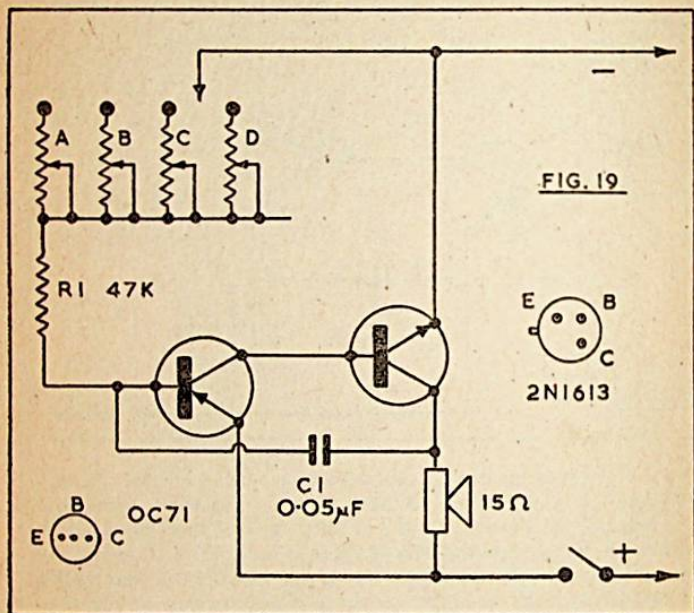 −
A B C D
FIG. 19
R1 47K
E B
C
2N1613
C1
0·05µF
15Ω
B
OC71
E C
+